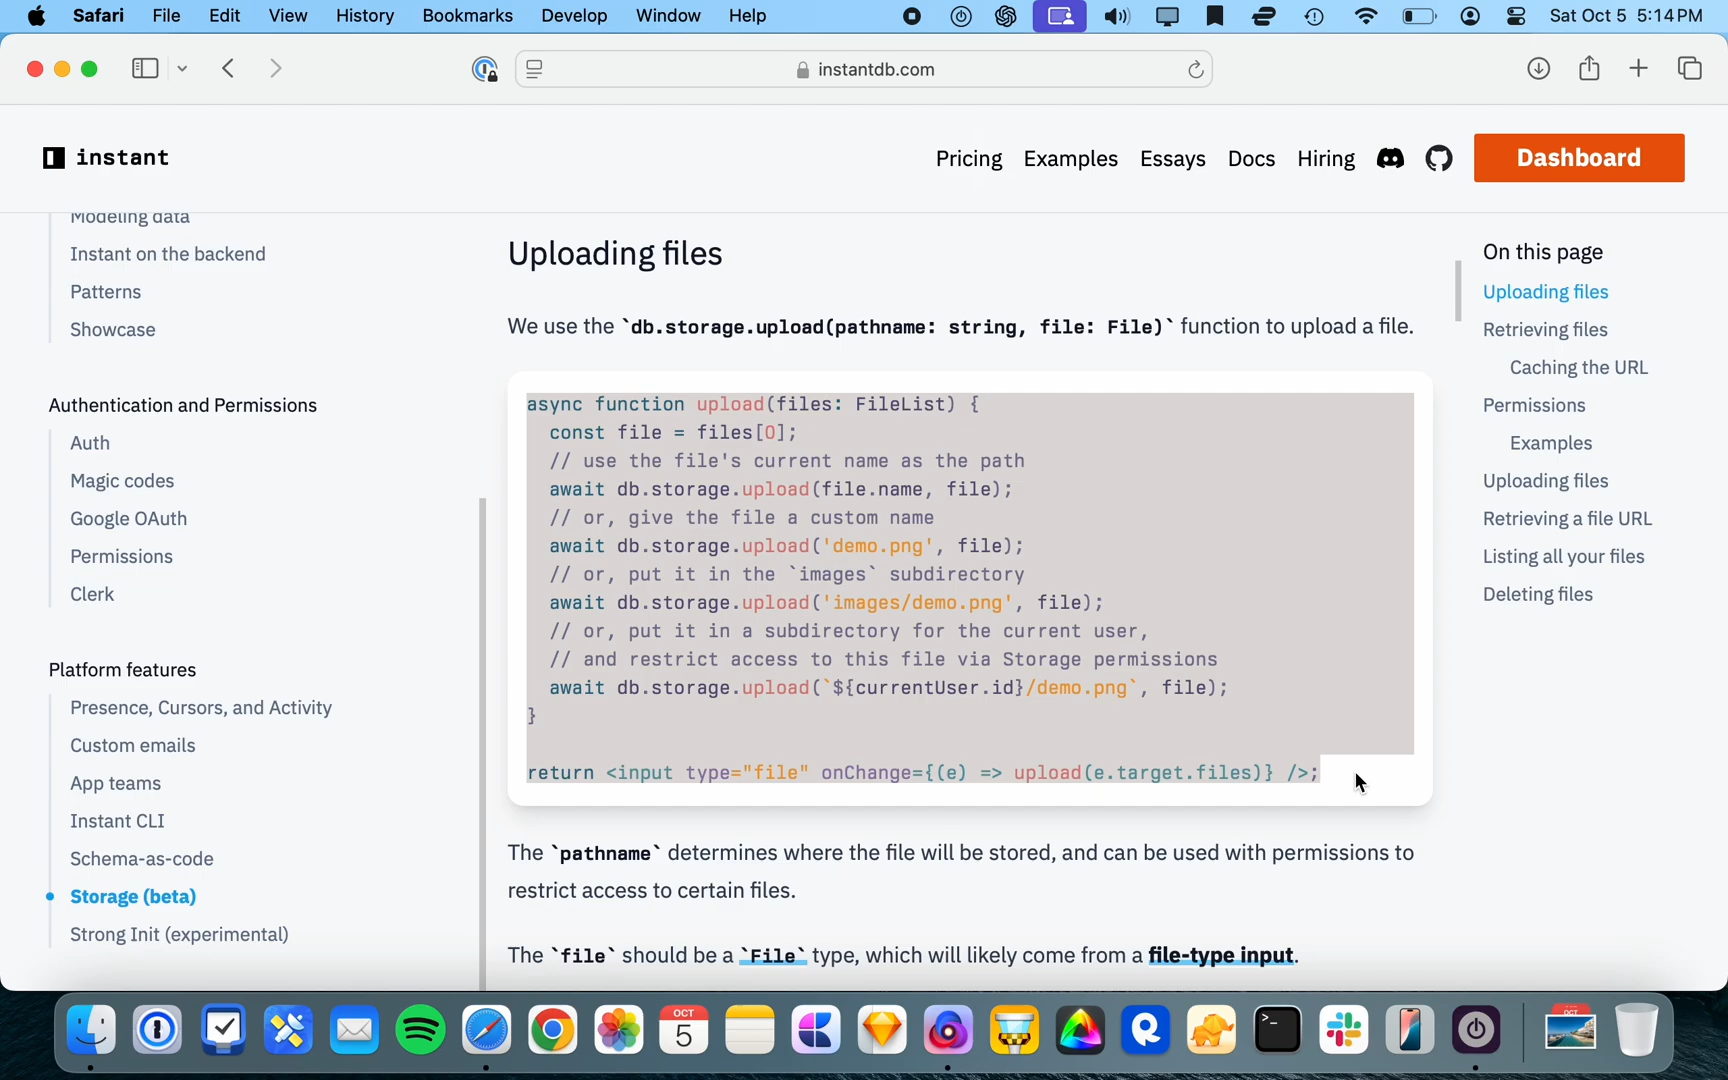 Safari File Edit View History Bookmarks Develop Window Help Sat Oct 5 5:14 PM
instantdb.com
instant
Pricing Examples Essays Docs Hiring Dashboard
Modeling data
Instant on the backend
Patterns
Showcase
Authentication and Permissions
Auth
Magic codes
Google OAuth
Permissions
Clerk
Platform features
Presence, Cursors, and Activity
Custom emails
App teams
Instant CLI
Schema-as-code
Storage (beta)
Strong Init (experimental)
Uploading files
We use the `db.storage.upload(pathname: string, file: File)` function to upload a file.
async function upload(files: FileList) {
  const file = files[0];
  // use the file's current name as the path
  await db.storage.upload(file.name, file);
  // or, give the file a custom name
  await db.storage.upload('demo.png', file);
  // or, put it in the `images` subdirectory
  await db.storage.upload('images/demo.png', file);
  // or, put it in a subdirectory for the current user,
  // and restrict access to this file via Storage permissions
  await db.storage.upload(`${currentUser.id}/demo.png`, file);
}
return <input type="file" onChange={(e) => upload(e.target.files)} />;
The `pathname` determines where the file will be stored, and can be used with permissions to
restrict access to certain files.
The `file` should be a `File` type, which will likely come from a file-type input.
On this page
Uploading files
Retrieving files
Caching the URL
Permissions
Examples
Uploading files
Retrieving a file URL
Listing all your files
Deleting files
OCT
5
OCT